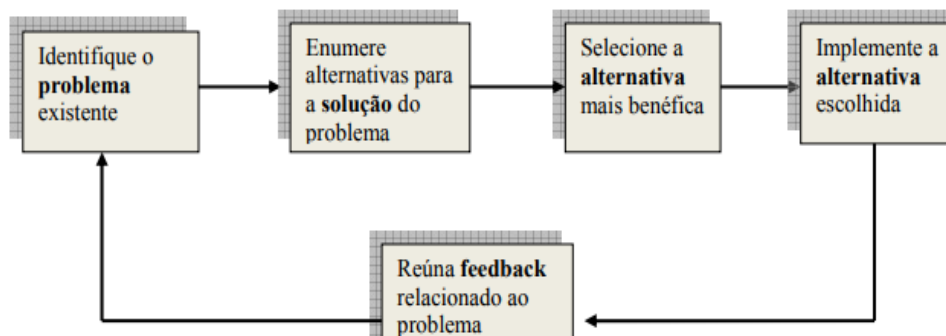 Identifique o
problema
existente
Enumere
alternativas para
a solução do
problema
Selecione a
alternativa
mais benéfica
Implemente a
alternativa
escolhida
Reúna feedback
relacionado ao
problema